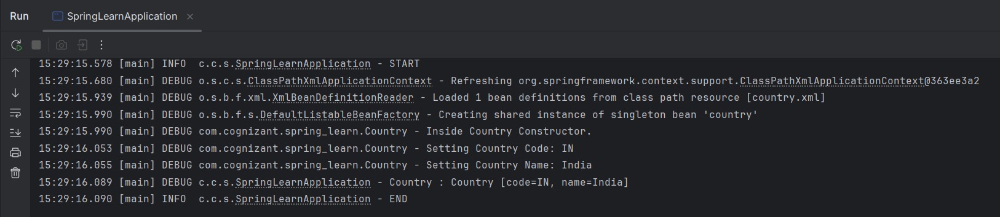 Run SpringLearnApplication
15:29:15.578 [main] INFO  c.c.s.SpringLearnApplication - START
15:29:15.680 [main] DEBUG o.s.c.s.ClassPathXmlApplicationContext - Refreshing org.springframework.context.support.ClassPathXmlApplicationContext@363ee3a2
15:29:15.939 [main] DEBUG o.s.b.f.xml.XmlBeanDefinitionReader - Loaded 1 bean definitions from class path resource [country.xml]
15:29:15.990 [main] DEBUG o.s.b.f.s.DefaultListableBeanFactory - Creating shared instance of singleton bean 'country'
15:29:15.990 [main] DEBUG com.cognizant.spring_learn.Country - Inside Country Constructor.
15:29:16.053 [main] DEBUG com.cognizant.spring_learn.Country - Setting Country Code: IN
15:29:16.055 [main] DEBUG com.cognizant.spring_learn.Country - Setting Country Name: India
15:29:16.089 [main] DEBUG c.c.s.SpringLearnApplication - Country : Country [code=IN, name=India]
15:29:16.090 [main] INFO  c.c.s.SpringLearnApplication - END